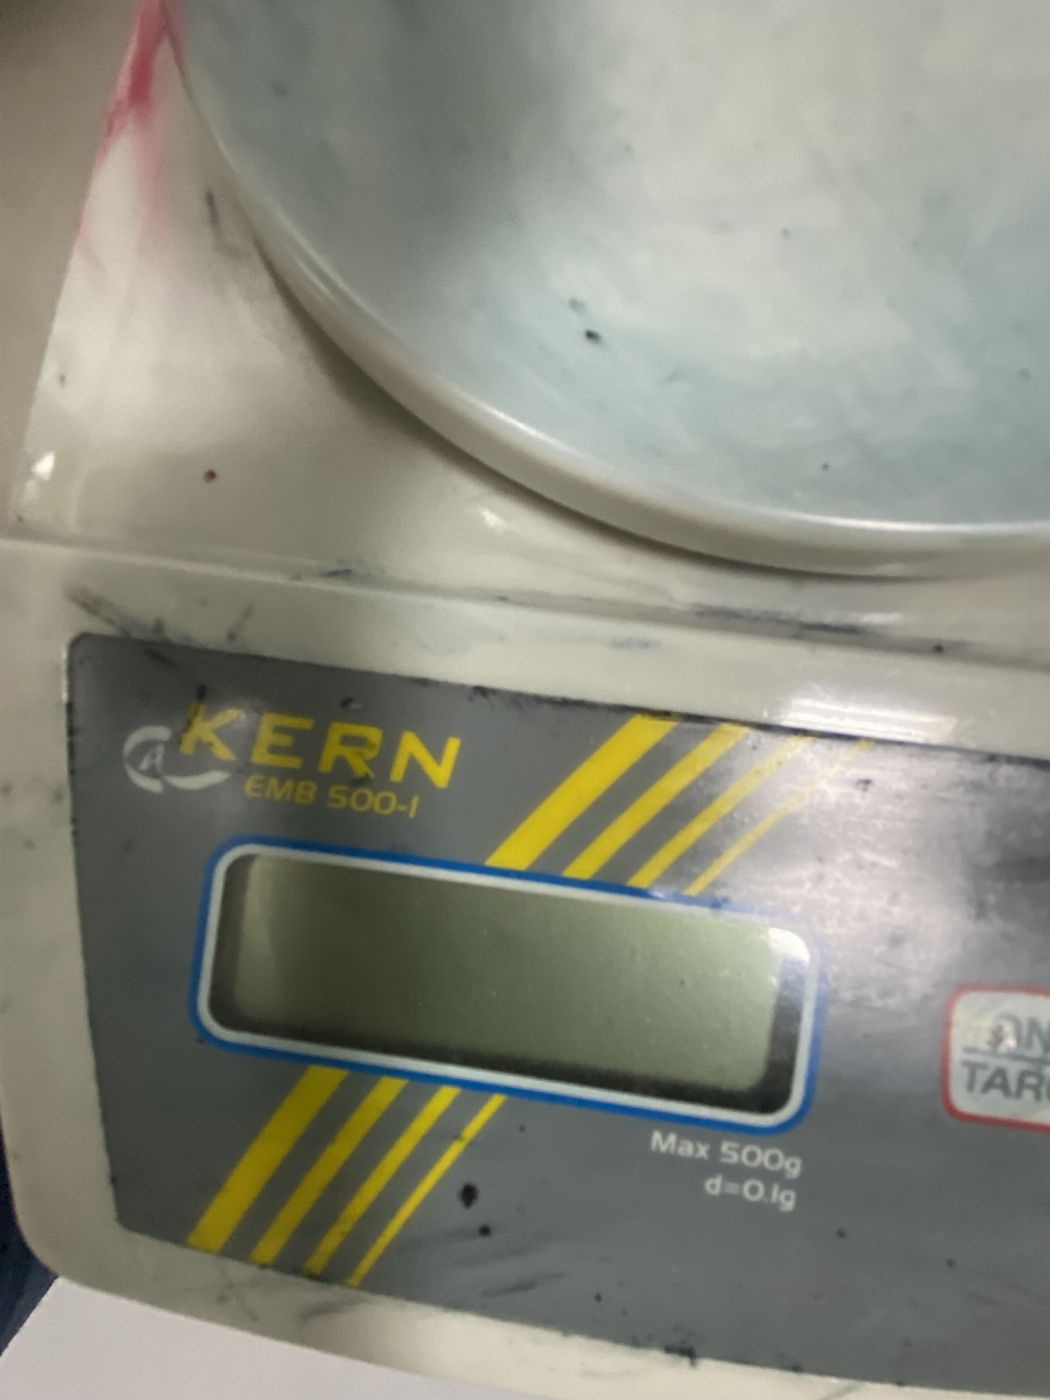 KERN
EMB 500-1
Max 500g
d=0.1g